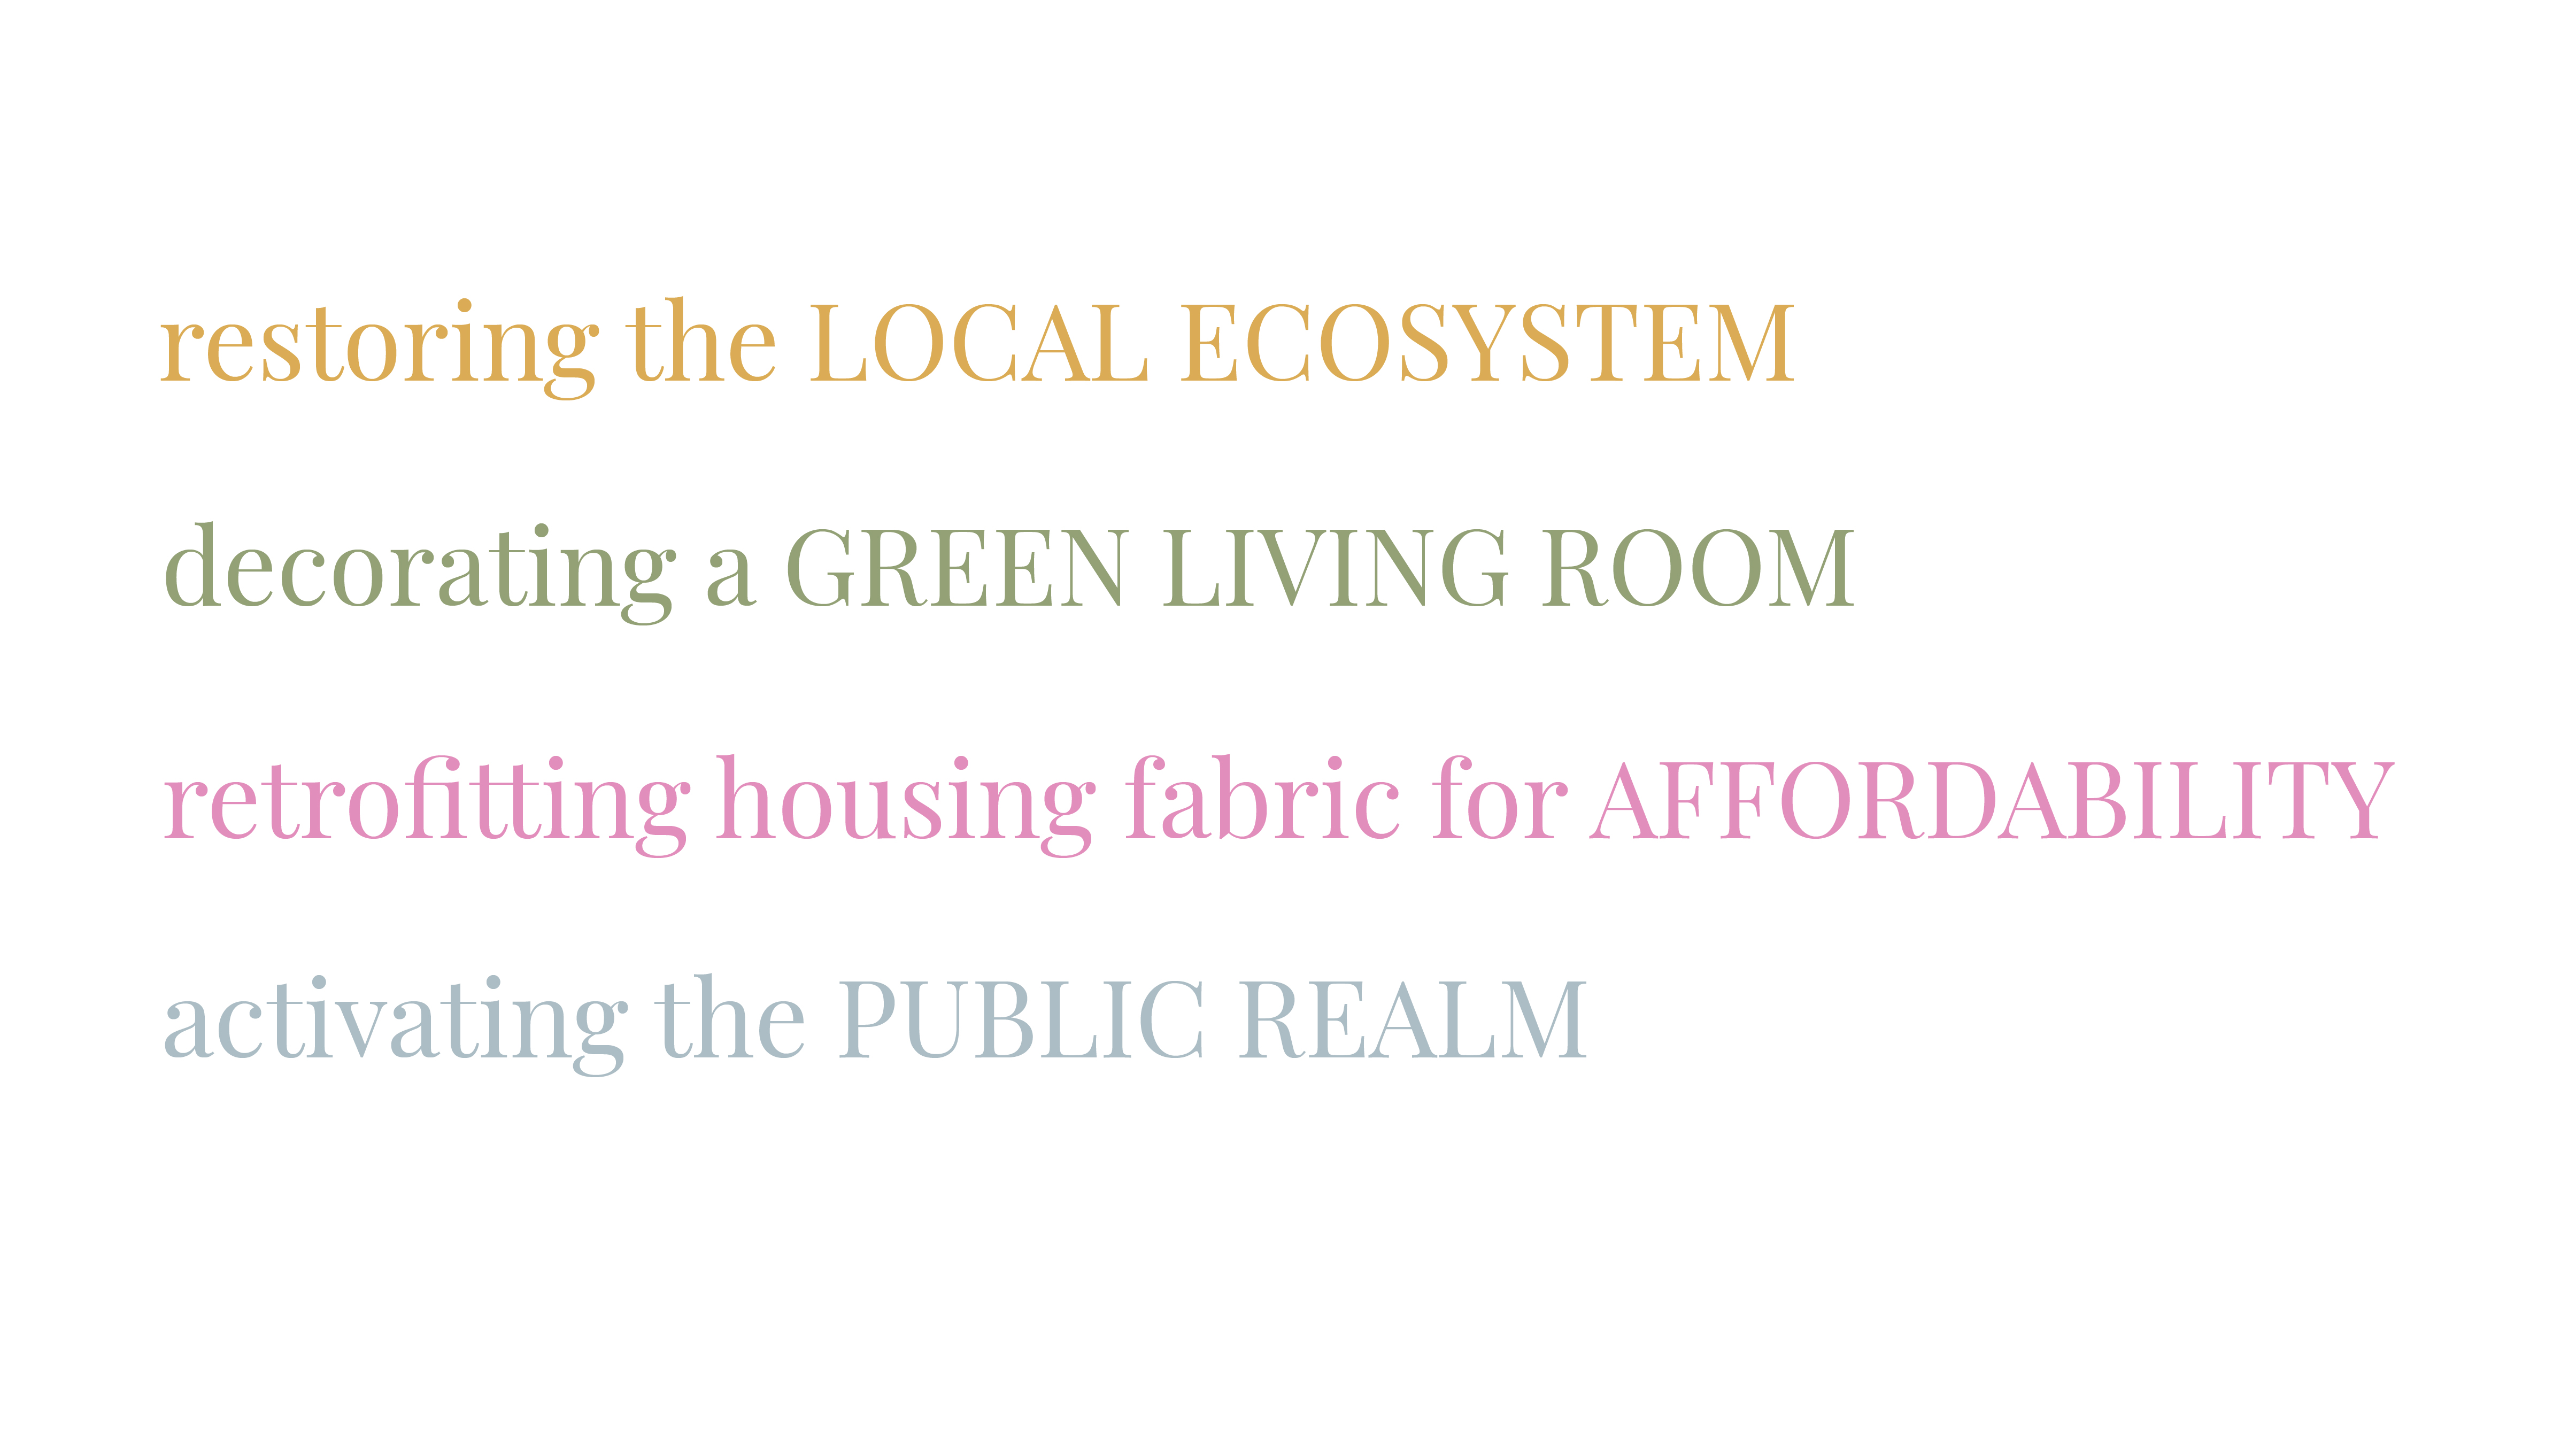 restoring the LOCAL ECOSYSTEM
decorating a GREEN LIVING ROOM
retrofitting housing fabric for AFFORDABILITY
activating the PUBLIC REALM